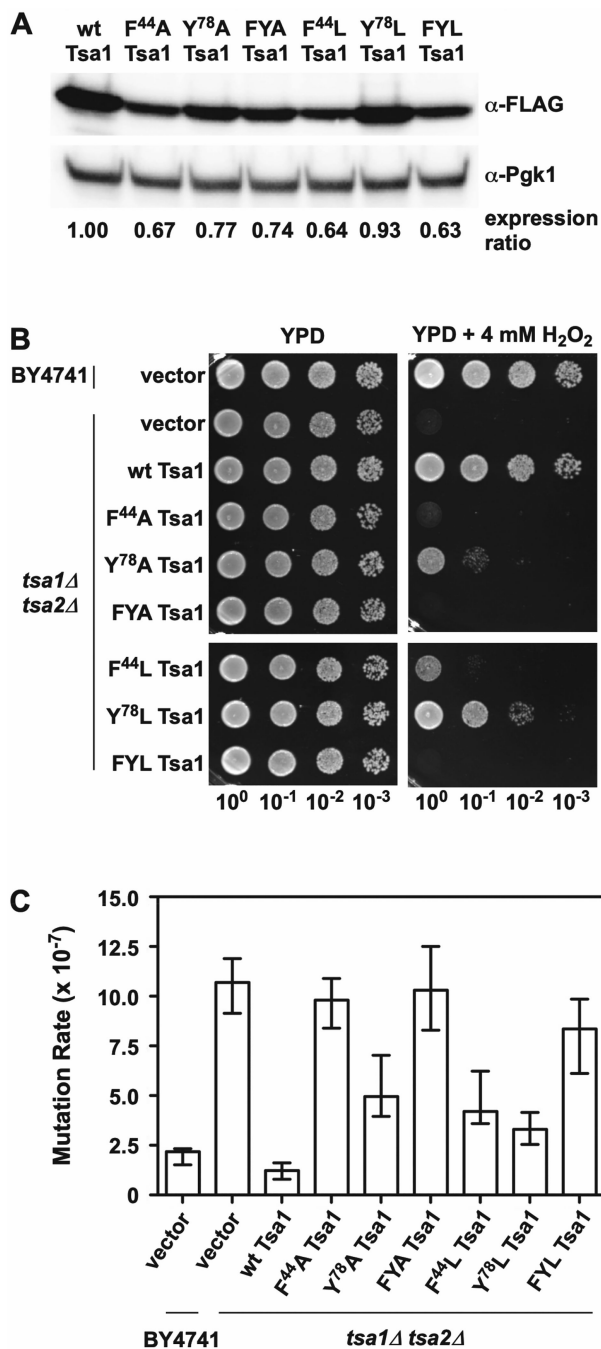 A
wt F⁴⁴A Y⁷⁸A FYA F⁴⁴L Y⁷⁸L FYL
Tsa1 Tsa1 Tsa1 Tsa1 Tsa1 Tsa1 Tsa1
α-FLAG
α-Pgk1
1.00 0.67 0.77 0.74 0.64 0.93 0.63 expression
ratio
B
YPD YPD + 4 mM H₂O₂
BY4741 vector
vector
wt Tsa1
F⁴⁴A Tsa1
Y⁷⁸A Tsa1
tsa1Δ
tsa2Δ
FYA Tsa1
F⁴⁴L Tsa1
Y⁷⁸L Tsa1
FYL Tsa1
10⁰ 10⁻¹ 10⁻² 10⁻³ 10⁰ 10⁻¹ 10⁻² 10⁻³
C
Mutation Rate (x 10⁻⁷)
15.0
12.5
10.0
7.5
5.0
2.5
0
vector
vector
wt Tsa1
F⁴⁴A Tsa1
Y⁷⁸A Tsa1
FYA Tsa1
F⁴⁴L Tsa1
Y⁷⁸L Tsa1
FYL Tsa1
BY4741 tsa1Δ tsa2Δ